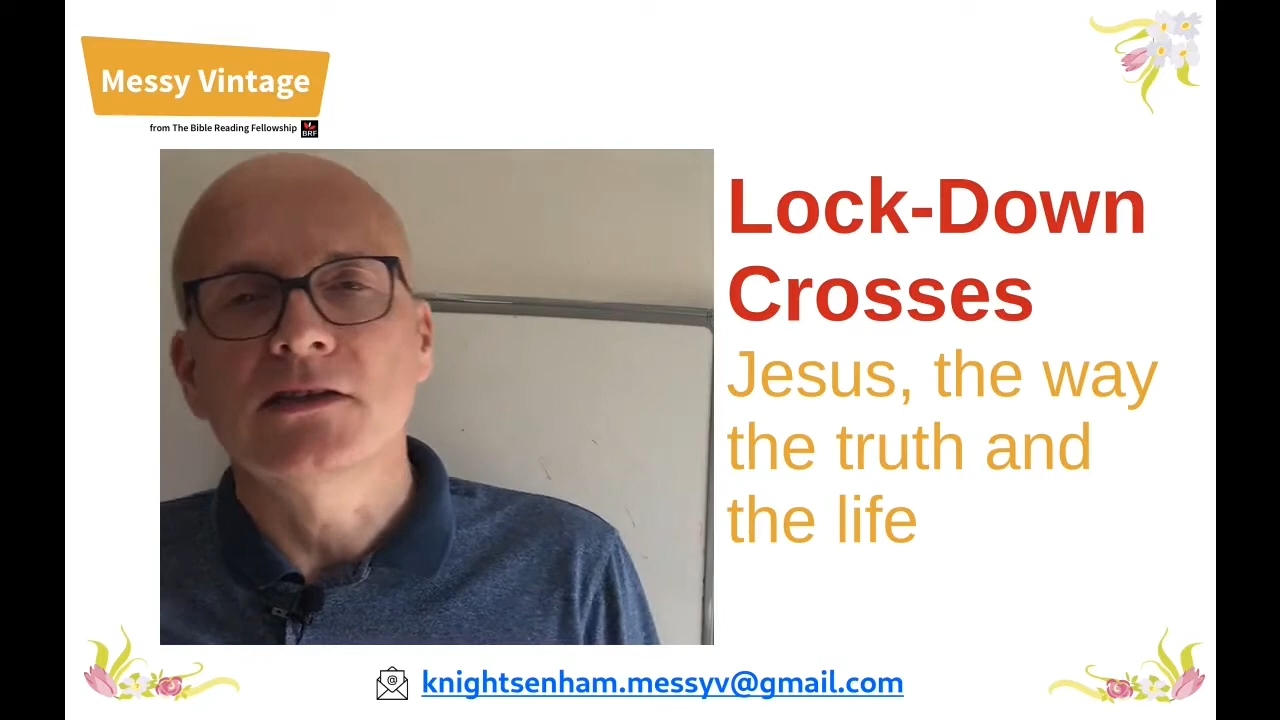 Messy Vintage
from The Bible Reading Fellowship BRF
Lock-Down
Crosses
Jesus, the way
the truth and
the life
knightsenham.messyv@gmail.com